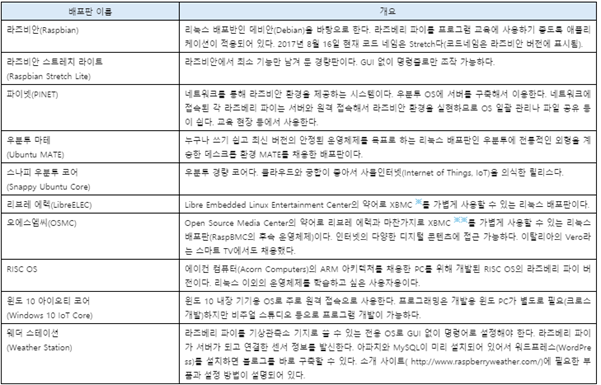 배포판 이름 개요
라즈비안(Raspbian) 리눅스 배포반인 데비안(Debian)을 바탕으로 한다. 라즈베리 파이를 프로그램 교육에 사용하기 좋도록 애플리
케이션이 적용되어 있다. 2017년 8월 16일 현재 코드 네임은 Stretch다(코드네임은 라즈비안 버전에 표시됨).
라즈비안 스트레치 라이트 라즈비안에서 최소 기능만 남겨 둔 경량판이다. GUI 없이 명령줄로만 조작 가능하다.
(Raspbian Stretch Lite)
파이넷(PINET) 네트워크를 통해 라즈비안 환경을 제공하는 시스템이다. 우분투 OS에 서버를 구축해서 이용한다. 네트워크에
접속된 각 라즈베리 파이는 서버와 원격 접속해서 라즈비안 환경을 실현하므로 OS 일괄 관리나 파일 공유 등
이 쉽다. 교육 현장 등에서 사용한다.
우분투 마테 누구나 쓰기 쉽고 최신 버전의 안정된 운영체제를 목표로 하는 리눅스 배포판인 우분투에 전통적인 외형을 계
(Ubuntu MATE) 승한 데스크톱 환경 MATE를 채용한 배포판이다.
스나피 우분투 코어 우분투 경량 코어다. 클라우드와 궁합이 좋아서 사물인터넷(Internet of Things, IoT)을 의식한 릴리스다.
(Snappy Ubuntu Core)
리브레 에렉(LibreELEC) Libre Embedded Linux Entertainment Center의 약어로 XBMC 를 가볍게 사용할 수 있는 리눅스 배포판이다.
오에스엠씨(OSMC) Open Source Media Center의 약어로 리브레 에렉과 마찬가지로 XBMC 를 가볍게 사용할 수 있는 리눅스
배포판(RaspBMC의 후속 운영체제)이다. 인터넷의 다양한 디지털 콘텐츠에 접근 가능하다. 이탈리아의 Vero라
는 스마트 TV에서도 채용했다.
RISC OS 에이컨 컴퓨터(Acorn Computers)의 ARM 아키텍처를 채용한 PC를 위해 개발된 RISC OS의 라즈베리 파이 버
전이다. 리눅스 이외의 운영체제를 학습하고 싶은 사용자용이다.
윈도 10 아이오티 코어 윈도 10 내장 기기용 OS로 주로 원격 접속으로 사용한다. 프로그래밍은 개발용 윈도 PC가 별도로 필요(크로스
(Windows 10 IoT Core) 개발)하지만 비주얼 스튜디오 등으로 프로그램 개발이 가능하다.
웨더 스테이션 라즈베리 파이를 기상관측소 기지로 쓸 수 있는 전용 OS로 GUI 없이 명령어로 설정해야 한다. 라즈베리 파이
(Weather Station) 가 서버가 되고 연결한 센서 정보를 발신한다. 아파치와 MySQL이 미리 설치되어 있어서 워드프레스(WordPre
ss)를 설치하면 블로그를 바로 구축할 수 있다. 소개 사이트( http://www.raspberryweather.com/)에 필요한 부
품과 설정 방법이 설명되어 있다.